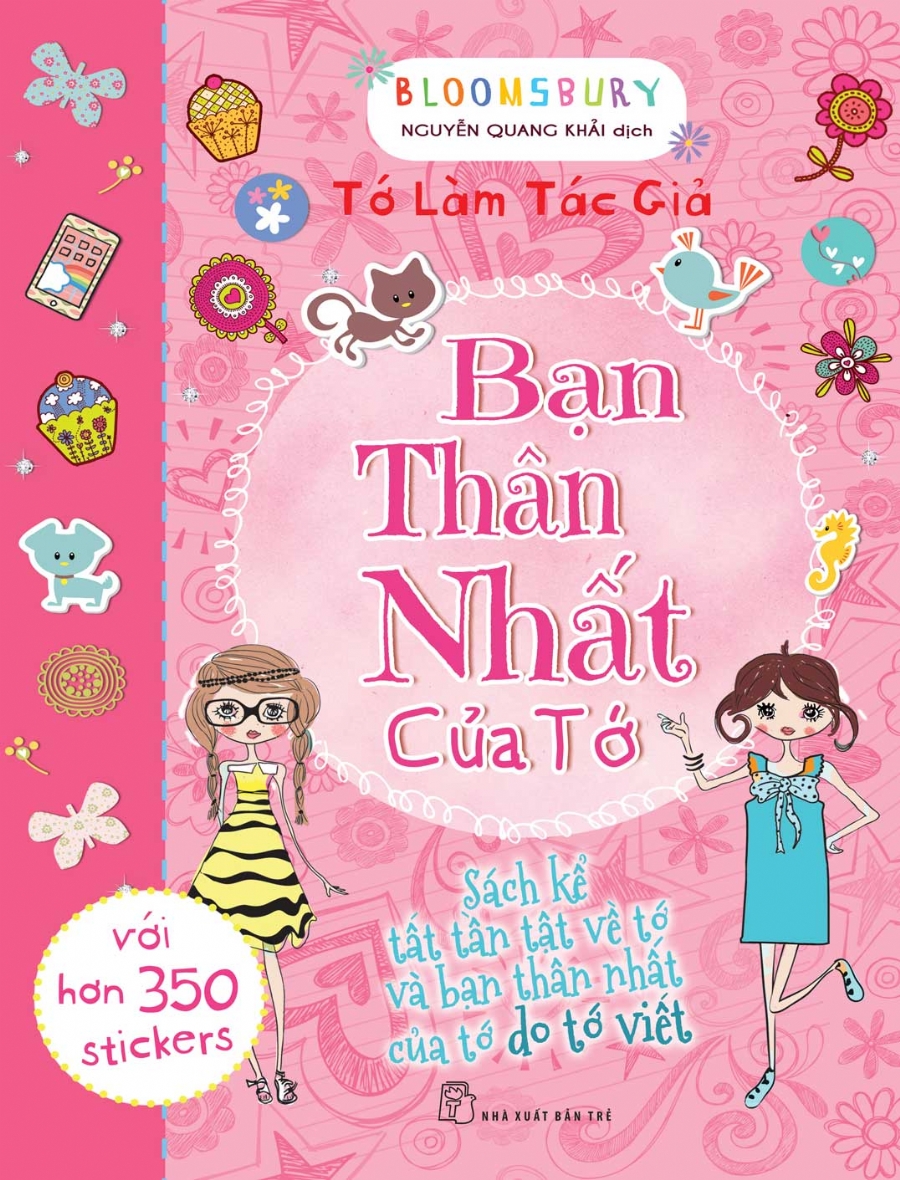 BLOOMSBURY
NGUYỄN QUANG KHẢI dịch
Tớ Làm Tác Giả
Bạn
Thân
Nhất
Của Tớ
Sách kể
tất tần tật về tớ
và bạn thân nhất
của tớ do tớ viết
với
hơn 350
stickers
NHÀ XUẤT BẢN TRẺ